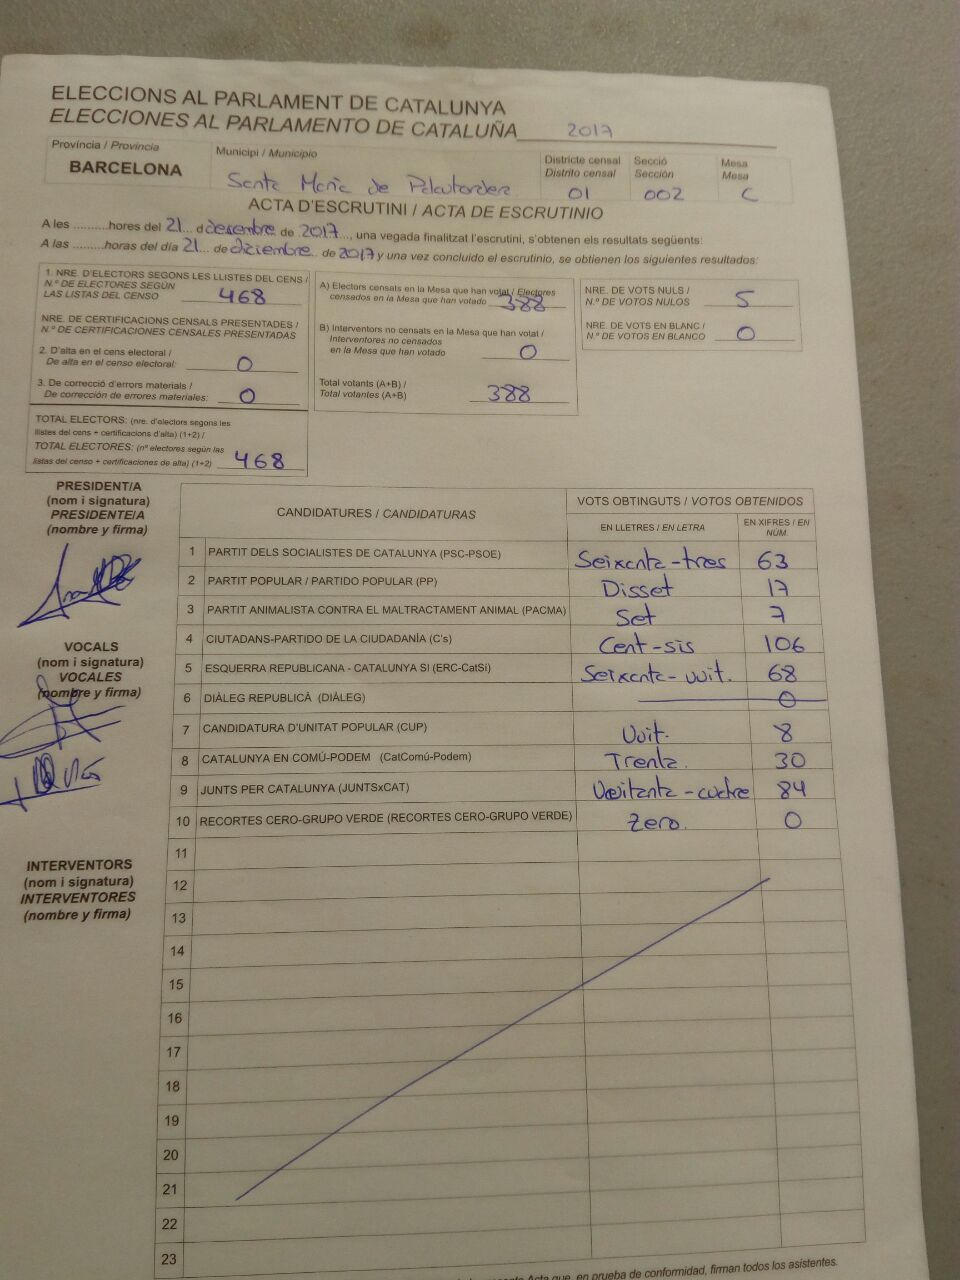 ELECCIONS AL PARLAMENT DE CATALUNYA
ELECCIONES AL PARLAMENTO DE CATALUÑA 2017
Província / Provincia
BARCELONA
Municipi / Municipio
Santa Maria de Palautordera
Districte censal
Distrito censal
01
Secció
Sección
002
Mesa
Mesa
C
ACTA D'ESCRUTINI / ACTA DE ESCRUTINIO
A les .........hores del 21... desembre de 2017..., una vegada finalitzat l'escrutini, s'obtenen els resultats següents:
A las .........horas del día 21... de diciembre.. de 2017 y una vez concluido el escrutinio, se obtienen los siguientes resultados:
1. NRE. D'ELECTORS SEGONS LES LLISTES DEL CENS /
N.º DE ELECTORES SEGÚN
LAS LISTAS DEL CENSO 468
NRE. DE CERTIFICACIONS CENSALS PRESENTADES /
N.º DE CERTIFICACIONES CENSALES PRESENTADAS
2. D'alta en el cens electoral /
De alta en el censo electoral: 0
3. De correcció d'errors materials /
De corrección de errores materiales: 0
TOTAL ELECTORS: (nre. d'electors segons les
llistes del cens + certificacions d'alta) (1+2) /
TOTAL ELECTORES: (nº electores según las
listas del censo + certificaciones de alta) (1+2) 468
A) Electors censats en la Mesa que han votat / Electores
censados en la Mesa que han votado 388
B) Interventors no censats en la Mesa que han votat /
Interventores no censados
en la Mesa que han votado 0
Total votants (A+B) /
Total votantes (A+B) 388
NRE. DE VOTS NULS /
N.º DE VOTOS NULOS 5
NRE. DE VOTS EN BLANC /
N.º DE VOTOS EN BLANCO 0
PRESIDENT/A
(nom i signatura)
PRESIDENTE/A
(nombre y firma)
VOCALS
(nom i signatura)
VOCALES
(nombre y firma)
INTERVENTORS
(nom i signatura)
INTERVENTORES
(nombre y firma)
CANDIDATURES / CANDIDATURAS
VOTS OBTINGUTS / VOTOS OBTENIDOS
EN LLETRES / EN LETRA
EN XIFRES / EN NÚM.
1 PARTIT DELS SOCIALISTES DE CATALUNYA (PSC-PSOE) Seixanta-tres 63
2 PARTIT POPULAR / PARTIDO POPULAR (PP) Disset 17
3 PARTIT ANIMALISTA CONTRA EL MALTRACTAMENT ANIMAL (PACMA) Set 7
4 CIUTADANS-PARTIDO DE LA CIUDADANÍA (C's) Cent-sis 106
5 ESQUERRA REPUBLICANA - CATALUNYA SI (ERC-CatSí) Seixanta-vuit. 68
6 DIÀLEG REPUBLICÀ (DIÀLEG) 0
7 CANDIDATURA D'UNITAT POPULAR (CUP) Vuit. 8
8 CATALUNYA EN COMÚ-PODEM (CatComú-Podem) Trenta. 30
9 JUNTS PER CATALUNYA (JUNTSxCAT) Vuitanta-cuatre 84
10 RECORTES CERO-GRUPO VERDE (RECORTES CERO-GRUPO VERDE) Zero. 0
11
12
13
14
15
16
17
18
19
20
21
22
23
Acta que, en prueba de conformidad, firman todos los asistentes.